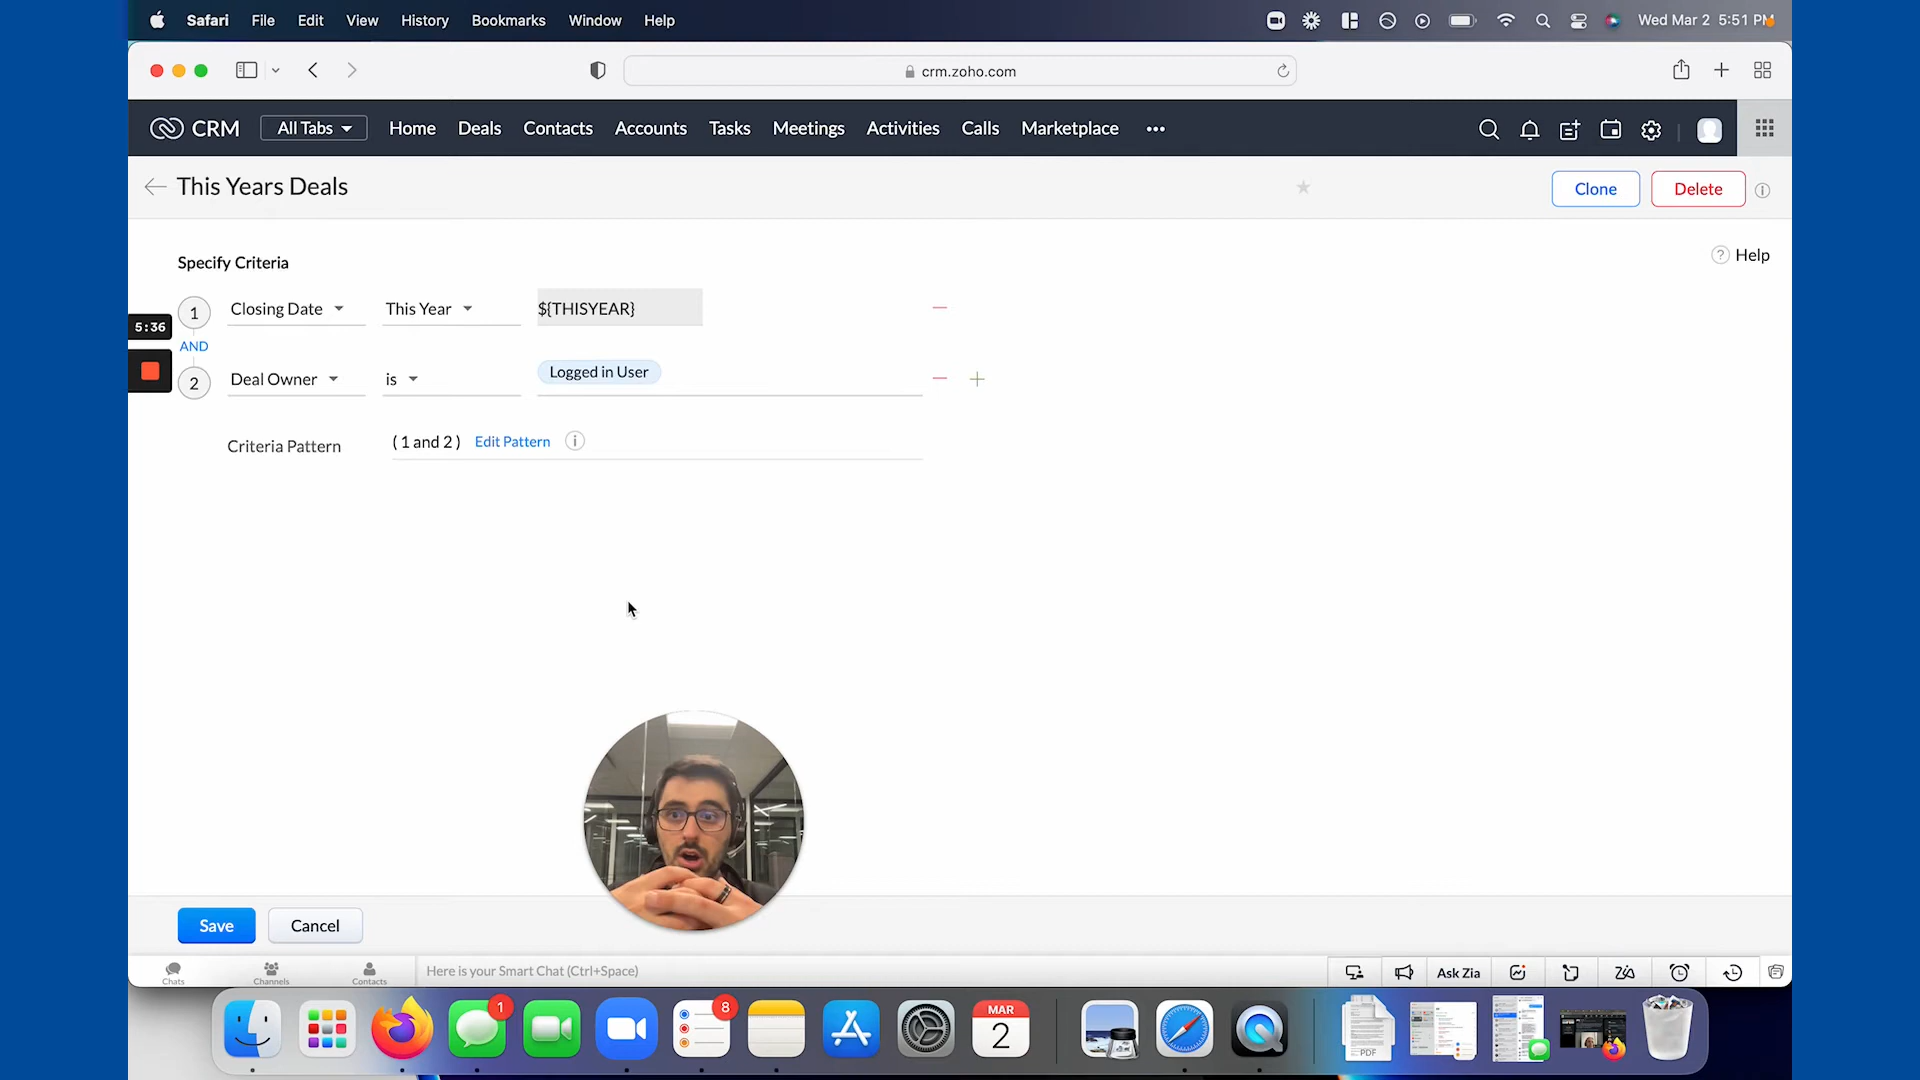 Safari File Edit View History Bookmarks Window Help Wed Mar 2 5:51 PM
crm.zoho.com
CRM All Tabs Home Deals Contacts Accounts Tasks Meetings Activities Calls Marketplace •••
This Years Deals Clone Delete
Specify Criteria Help
1 Closing Date This Year ${THISYEAR}
5:36
AND
2 Deal Owner is Logged in User
Criteria Pattern ( 1 and 2 ) Edit Pattern
Save Cancel
Chats Channels Contacts Here is your Smart Chat (Ctrl+Space) Ask Zia
1 8 MAR
2
PDF